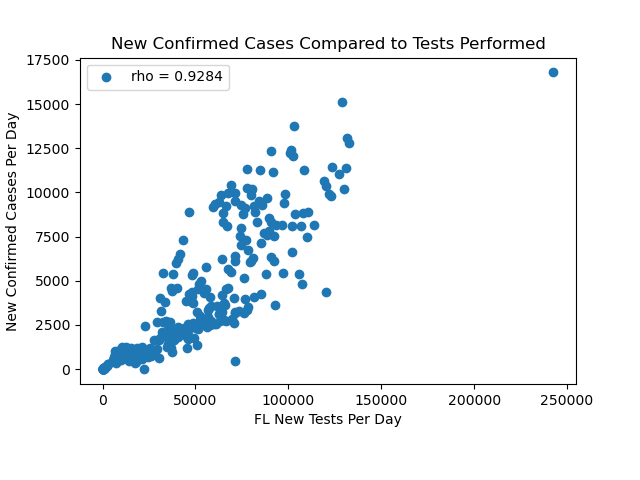 New Confirmed Cases Compared to Tests Performed
rho = 0.9284
New Confirmed Caeses Per Day
17500
15000
12500
10000
7500
5000
2500
0
0 50000 100000 150000 200000 250000
FL New Tests Per Day